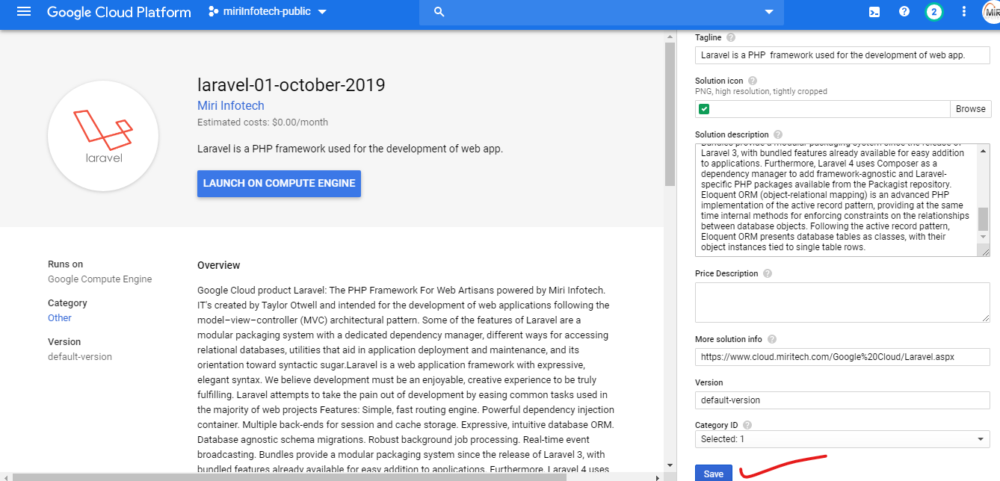 Google Cloud Platform
miriInfotech-public
2
laravel
laravel-01-october-2019
Miri Infotech
Estimated costs: $0.00/month
Laravel is a PHP framework used for the development of web app.
LAUNCH ON COMPUTE ENGINE
Runs on
Google Compute Engine
Category
Other
Version
default-version
Overview
Google Cloud product Laravel: The PHP Framework For Web Artisans powered by Miri Infotech.
IT's created by Taylor Otwell and intended for the development of web applications following the
model–view–controller (MVC) architectural pattern. Some of the features of Laravel are a
modular packaging system with a dedicated dependency manager, different ways for accessing
relational databases, utilities that aid in application deployment and maintenance, and its
orientation toward syntactic sugar.Laravel is a web application framework with expressive,
elegant syntax. We believe development must be an enjoyable, creative experience to be truly
fulfilling. Laravel attempts to take the pain out of development by easing common tasks used in
the majority of web projects Features: Simple, fast routing engine. Powerful dependency injection
container. Multiple back-ends for session and cache storage. Expressive, intuitive database ORM.
Database agnostic schema migrations. Robust background job processing. Real-time event
broadcasting. Bundles provide a modular packaging system since the release of Laravel 3, with
bundled features already available for easy addition to applications. Furthermore, Laravel 4 uses
Tagline
Laravel is a PHP  framework used for the development of web app.
Solution icon
PNG, high resolution, tightly cropped
Browse
Solution description
Bundles provide a modular packaging system since the release of
Laravel 3, with bundled features already available for easy addition
to applications. Furthermore, Laravel 4 uses Composer as a
dependency manager to add framework-agnostic and Laravel-
specific PHP packages available from the Packagist repository.
Eloquent ORM (object-relational mapping) is an advanced PHP
implementation of the active record pattern, providing at the same
time internal methods for enforcing constraints on the relationships
between database objects. Following the active record pattern,
Eloquent ORM presents database tables as classes, with their
object instances tied to single table rows.
Price Description
More solution info
https://www.cloud.miritech.com/Google%20Cloud/Laravel.aspx
Version
default-version
Category ID
Selected: 1
Save